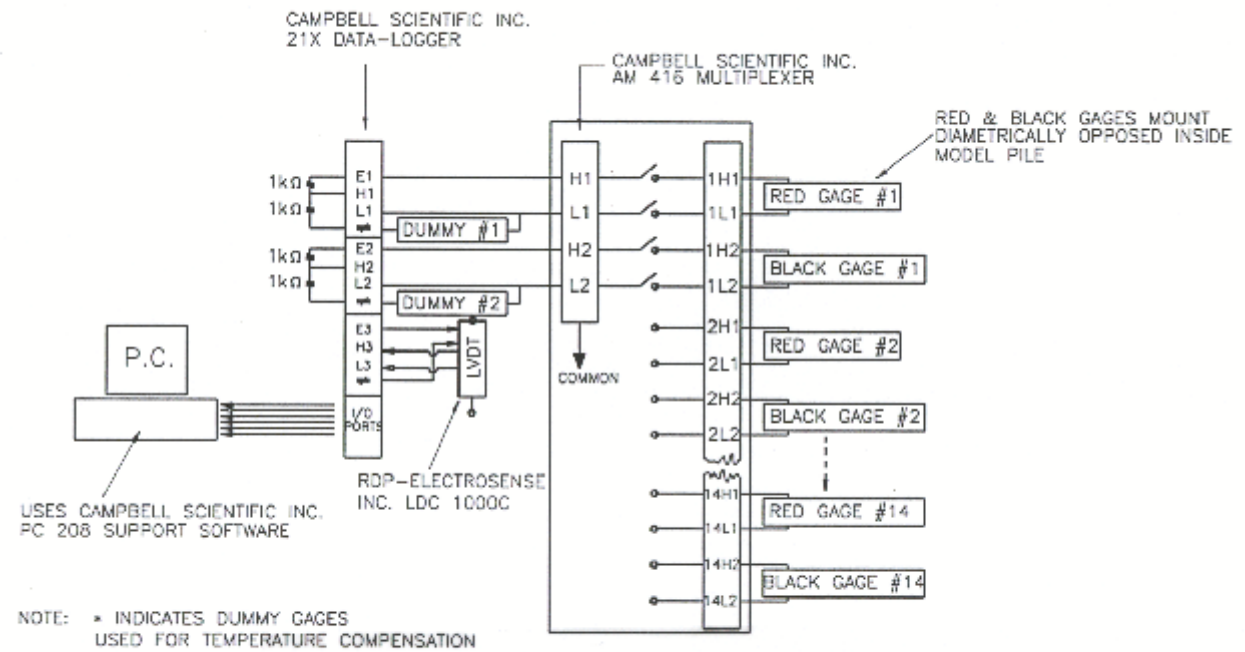 CAMPBELL SCIENTIFIC INC.
21X DATA-LOGGER
CAMPBELL SCIENTIFIC INC.
AM 416 MULTIPLEXER
RED & BLACK GAGES MOUNT
DIAMETRICALLY OPPOSED INSIDE
MODEL PILE
1kΩ
1kΩ
E1
H1
L1
DUMMY #1
1kΩ
1kΩ
E2
H2
L2
DUMMY #2
E3
H3
L3
I/O
PORTS
LVDT
P.C.
H1
L1
H2
L2
COMMON
1H1
1L1
1H2
1L2
2H1
2L1
2H2
2L2
14H1
14L1
14H2
14L2
RED GAGE #1
BLACK GAGE #1
RED GAGE #2
BLACK GAGE #2
RED GAGE #14
BLACK GAGE #14
RDP-ELECTROSENSE
INC. LDC 1000C
USES CAMPBELL SCIENTIFIC INC.
PC 208 SUPPORT SOFTWARE
NOTE: * INDICATES DUMMY GAGES
USED FOR TEMPERATURE COMPENSATION